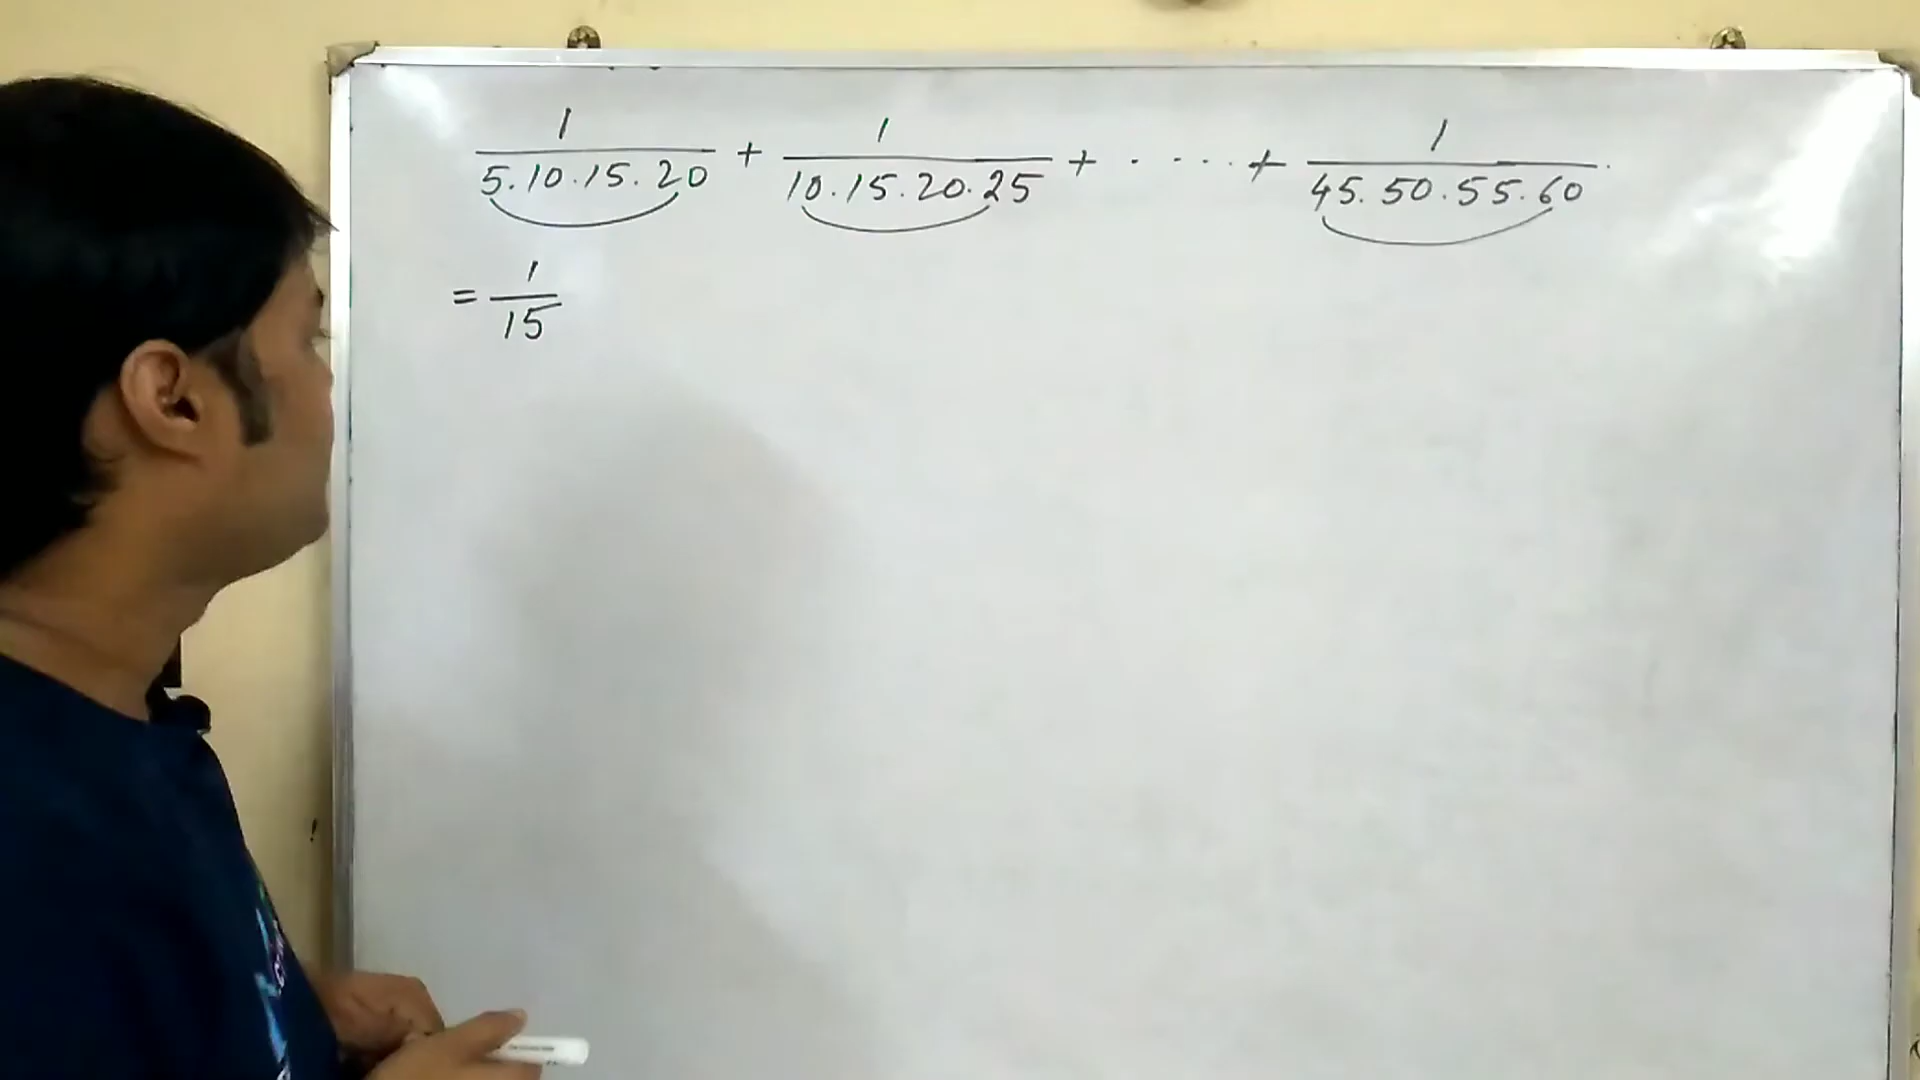 1/5.10.15.20 + 1/10.15.20.25 + . . . . . + 1/45.50.55.60.
= 1/15